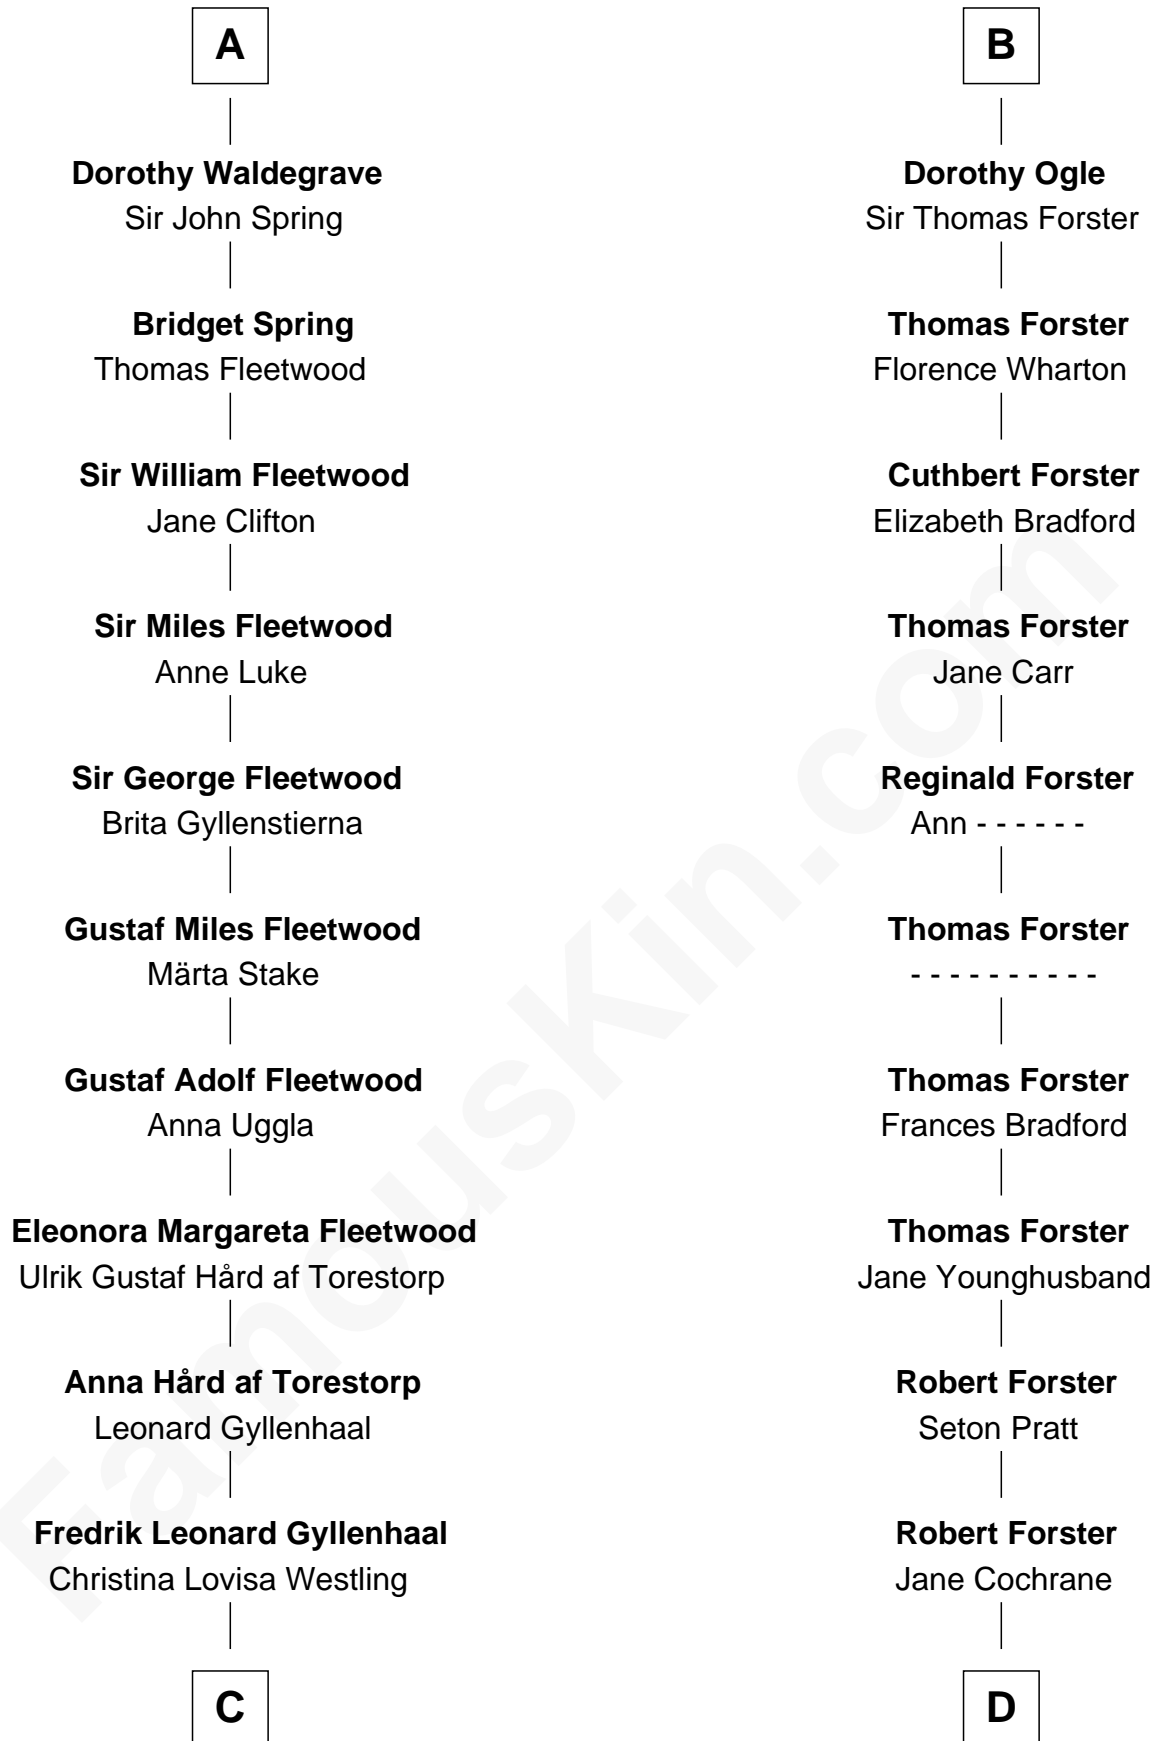 A
Dorothy Waldegrave
Sir John Spring
Bridget Spring
Thomas Fleetwood
Sir William Fleetwood
Jane Clifton
Sir Miles Fleetwood
Anne Luke
Sir George Fleetwood
Brita Gyllenstierna
Gustaf Miles Fleetwood
Märta Stake
Gustaf Adolf Fleetwood
Anna Uggla
Eleonora Margareta Fleetwood
Ulrik Gustaf Hård af Torestorp
Anna Hård af Torestorp
Leonard Gyllenhaal
Fredrik Leonard Gyllenhaal
Christina Lovisa Westling
C
B
Dorothy Ogle
Sir Thomas Forster
Thomas Forster
Florence Wharton
Cuthbert Forster
Elizabeth Bradford
Thomas Forster
Jane Carr
Reginald Forster
Ann - - - - - -
Thomas Forster
- - - - - - - - - -
Thomas Forster
Frances Bradford
Thomas Forster
Jane Younghusband
Robert Forster
Seton Pratt
Robert Forster
Jane Cochrane
D
FamousKin.com